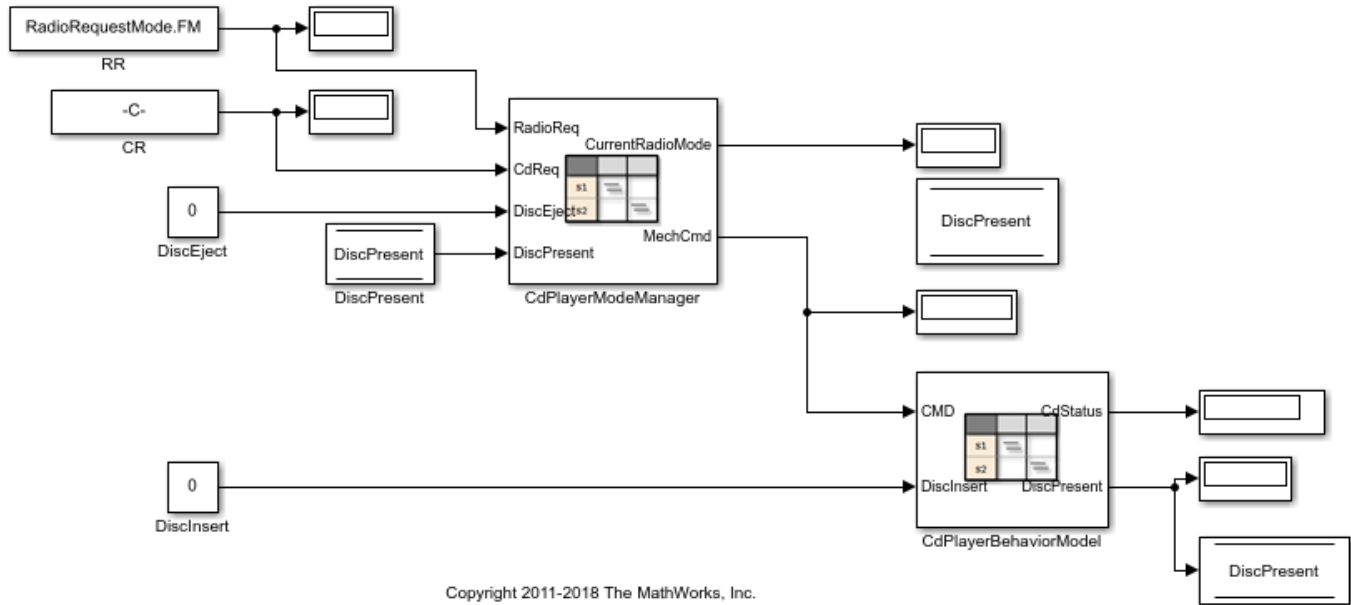 RadioRequestMode.FM
RR
-C-
CR
0
DiscEject
DiscPresent
DiscPresent
RadioReq
CdReq
DiscEject
DiscPresent
CurrentRadioMode
MechCmd
s1
s2
CdPlayerModeManager
DiscPresent
0
DiscInsert
CMD
DiscInsert
CdStatus
DiscPresent
s1
s2
CdPlayerBehaviorModel
DiscPresent
Copyright 2011-2018 The MathWorks, Inc.